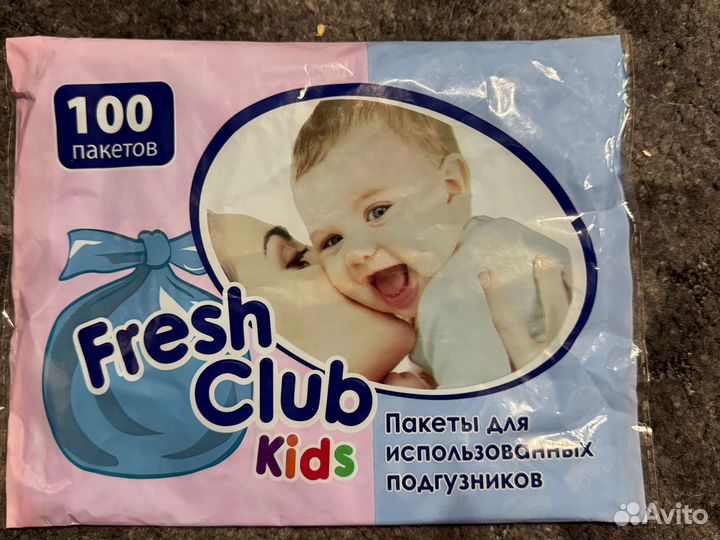 100
пакетов
Fresh
Club
Kids
Пакеты для
использованных
подгузников
Avito